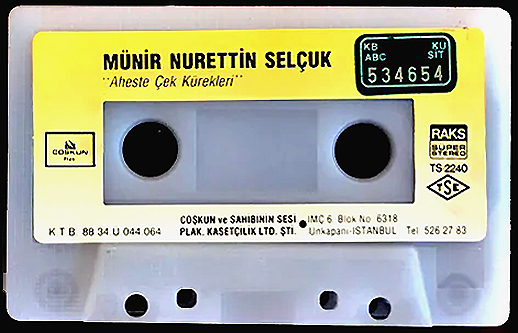 MÜNİR NURETTİN SELÇUK
"Aheste Çek Kürekleri"
KB KU
ABC SIT
534654
COŞKUN
Plak
RAKS
SUPER
STEREO
TS 2240
TSE
COŞKUN ve SAHIBININ SESI • IMÇ 6. Blok No 6318
PLAK, KASETÇILIK LTD. ŞTI. Unkapanı-ISTANBUL Tel 526 27 83
K T B 88 34 U 044 064